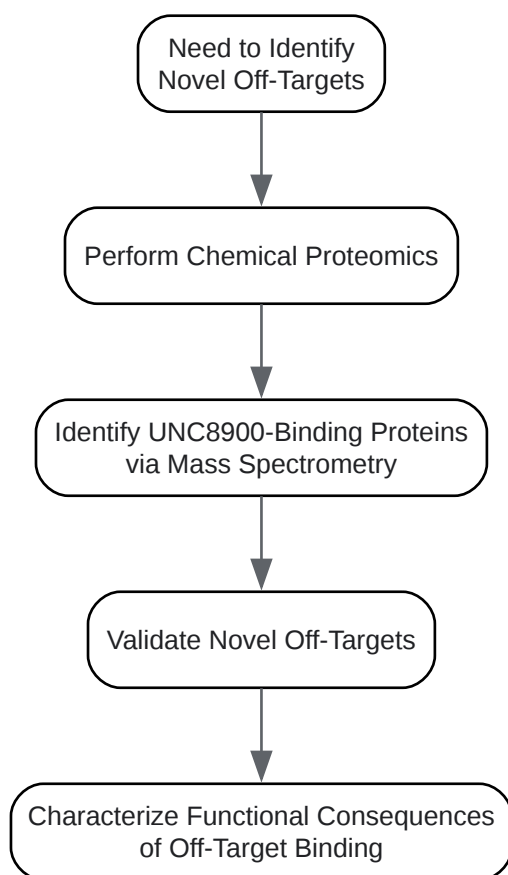 Need to Identify
Novel Off-Targets
Perform Chemical Proteomics
Identify UNC8900-Binding Proteins
via Mass Spectrometry
Validate Novel Off-Targets
Characterize Functional Consequences
of Off-Target Binding